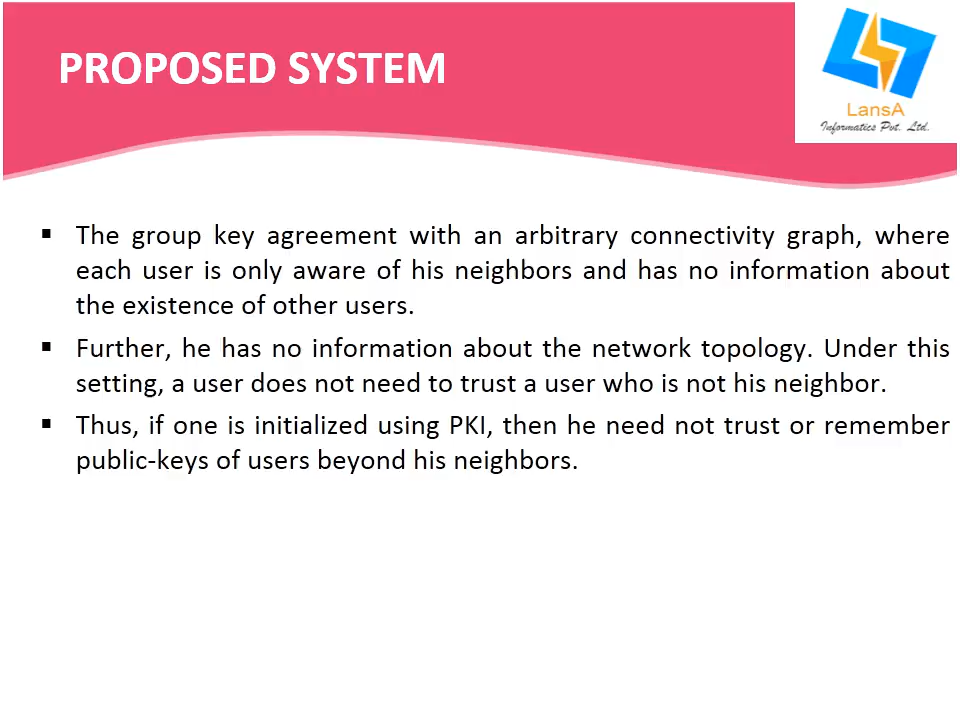 PROPOSED SYSTEM
LansA
Informatics Pvt. Ltd.
▪ The group key agreement with an arbitrary connectivity graph, where
each user is only aware of his neighbors and has no information about
the existence of other users.
▪ Further, he has no information about the network topology. Under this
setting, a user does not need to trust a user who is not his neighbor.
▪ Thus, if one is initialized using PKI, then he need not trust or remember
public-keys of users beyond his neighbors.